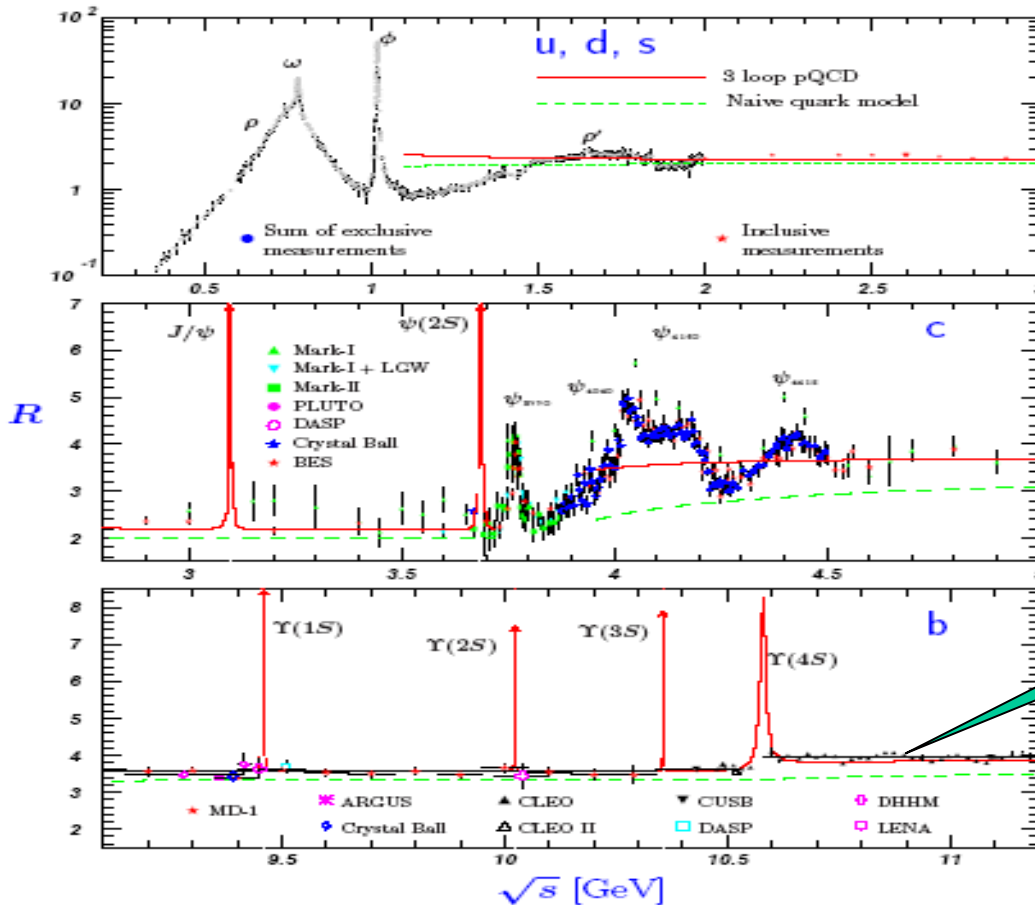 10²
10
1
10⁻¹
ω
ϕ
ρ
ρ'
u, d, s
3 loop pQCD
Naive quark model
Sum of exclusive
measurements
Inclusive
measurements
0.5 1 1.5 2 2.5
R
7
6
5
4
3
2
J/ψ
ψ(2S)
c
Mark-I
Mark-I + LGW
Mark-II
PLUTO
DASP
Crystal Ball
BES
3 3.5 4 4.5
8
7
6
5
4
3
2
ϒ(1S)
ϒ(2S)
ϒ(3S)
ϒ(4S)
b
MD-1
ARGUS
CLEO
CUSB
DHHM
Crystal Ball
CLEO II
DASP
LENA
9.5 10 10.5 11
√s [GeV]